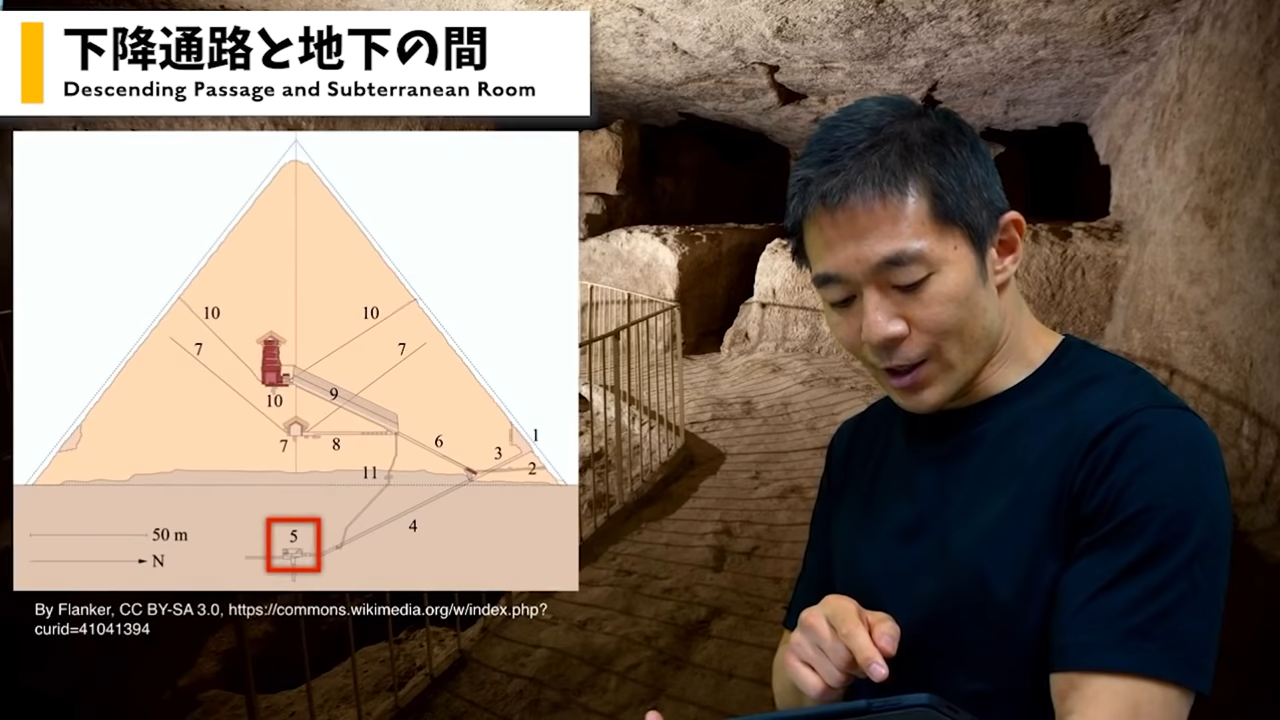 下降通路と地下の間
Descending Passage and Subterranean Room
10
10
7
7
9
10
7
8
6
3
1
2
11
4
5
50 m
N
By Flanker, CC BY-SA 3.0, https://commons.wikimedia.org/w/index.php?
curid=41041394